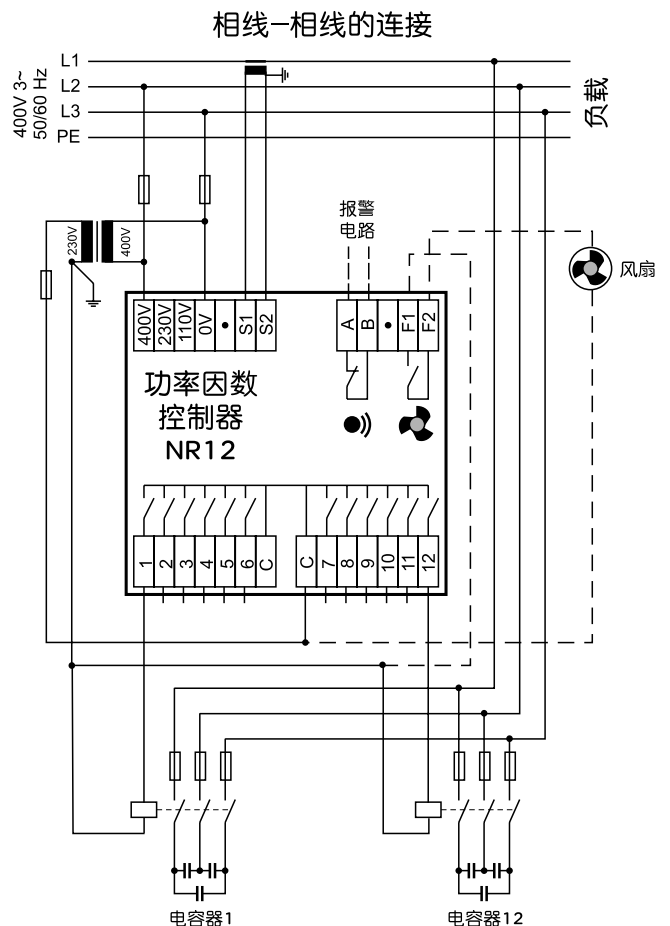 相线–相线的连接
L1
L2
L3
PE
400V 3~
50/60 Hz
负载
230V
400V
报警
电路
风扇
400V
230V
110V
0V
•
S1
S2
A
B
•
F1
F2
功率因数
控制器
NR12
1
2
3
4
5
6
C
C
7
8
9
10
11
12
电容器1
电容器12